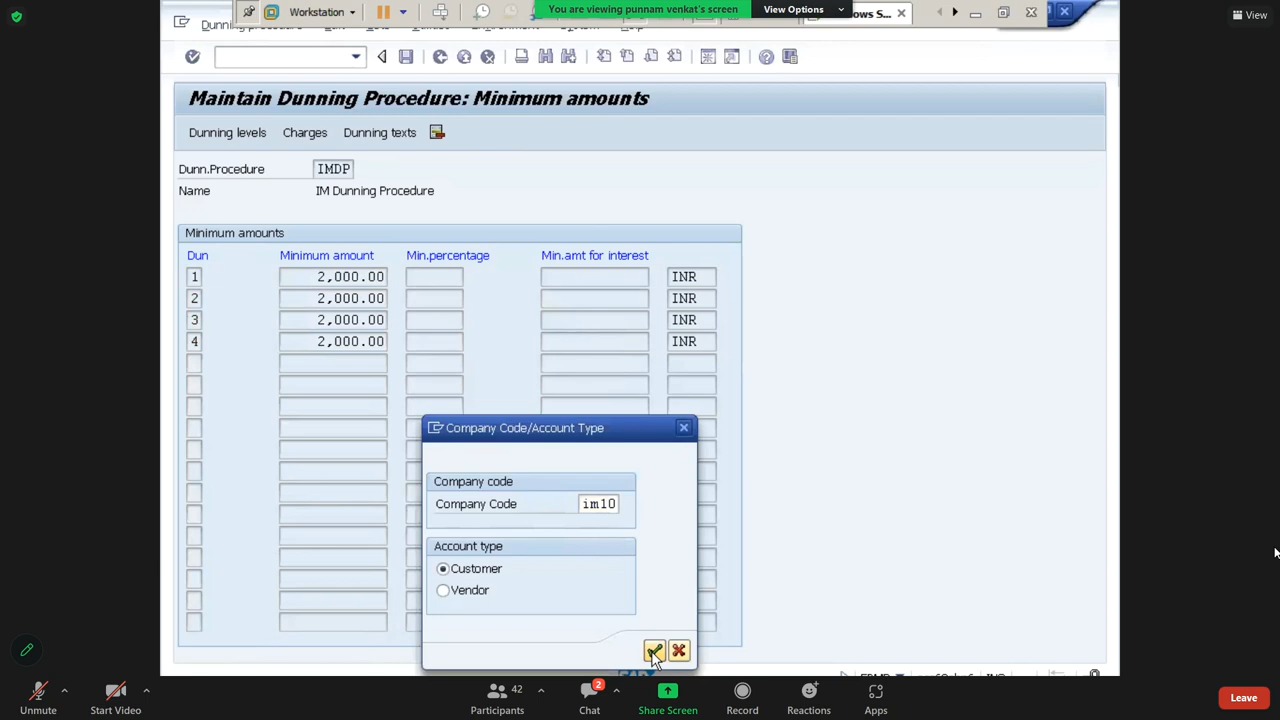 Workstation
You are viewing punnam venkat's screen
View Options
ows S...
View
Dunning procedure
Maintain Dunning Procedure: Minimum amounts
Dunning levels Charges Dunning texts
Dunn.Procedure IMDP
Name IM Dunning Procedure
Minimum amounts
Dun Minimum amount Min.percentage Min.amt for interest
1 2,000.00 INR
2 2,000.00 INR
3 2,000.00 INR
4 2,000.00 INR
Company Code/Account Type
Company code
Company Code im10
Account type
Customer
Vendor
Unmute
Start Video
Participants 42
Chat 2
Share Screen
Record
Reactions
Apps
Leave